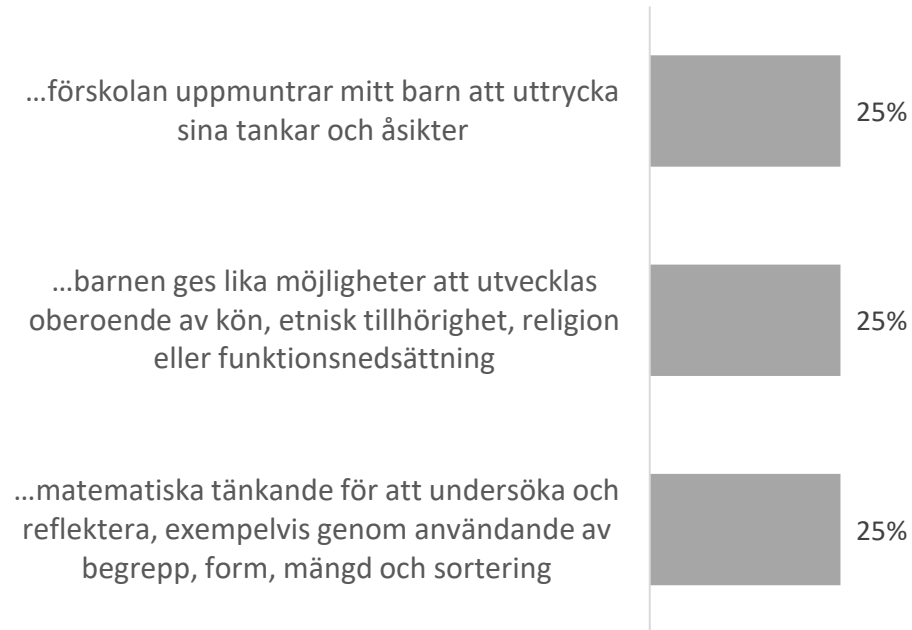 ...förskolan uppmuntrar mitt barn att uttrycka
sina tankar och åsikter
25%
...barnen ges lika möjligheter att utvecklas
oberoende av kön, etnisk tillhörighet, religion
eller funktionsnedsättning
25%
...matematiska tänkande för att undersöka och
reflektera, exempelvis genom användande av
begrepp, form, mängd och sortering
25%